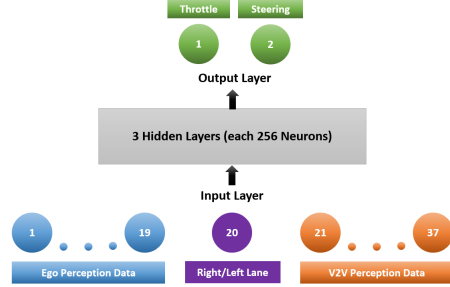 Throttle Steering
1 2
Output Layer
3 Hidden Layers (each 256 Neurons)
Input Layer
1 19 20 21 37
Ego Perception Data Right/Left Lane V2V Perception Data